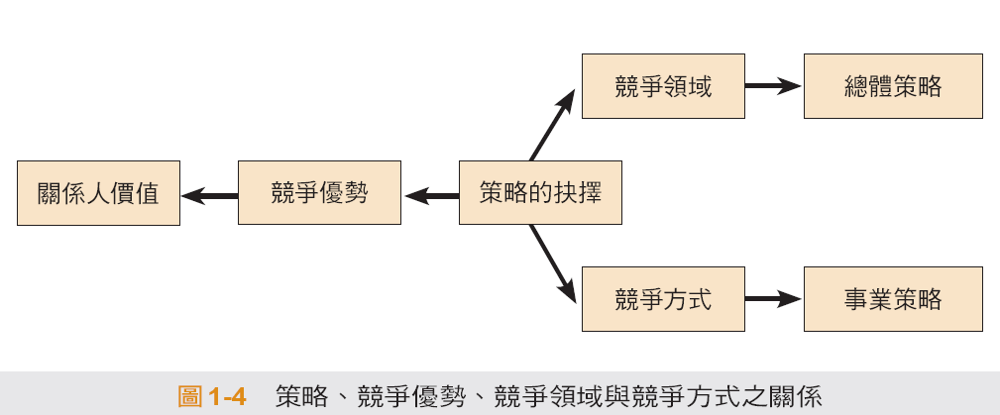 競爭領域
總體策略
關係人價值
競爭優勢
策略的抉擇
競爭方式
事業策略
圖 1-4 策略、競爭優勢、競爭領域與競爭方式之關係